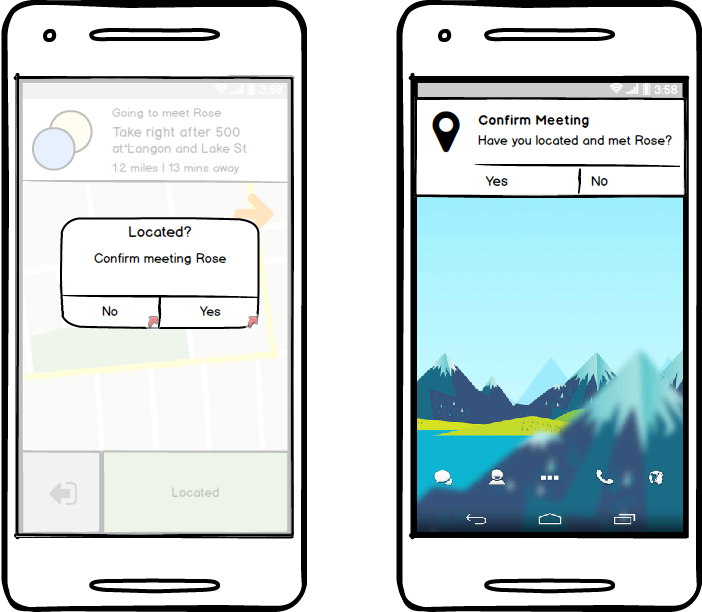 3:58
Going to meet Rose
Take right after 500
at Langon and Lake St
1.2 miles | 13 mins away
Located?
Confirm meeting Rose
No
Yes
Located
3:58
Confirm Meeting
Have you located and met Rose?
Yes
No